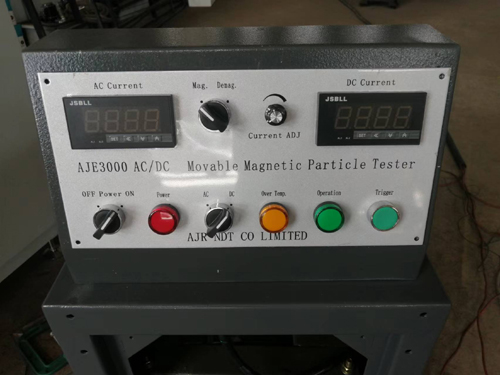 AC Current
Mag. Demag.
DC Current
JSBLL
JSBLL
Current ADJ
AJE3000 AC/DC Movable Magnetic Particle Tester
OFF Power ON
Power
AC DC
Over Temp.
Operation
Trigger
AJR NDT CO LIMITED